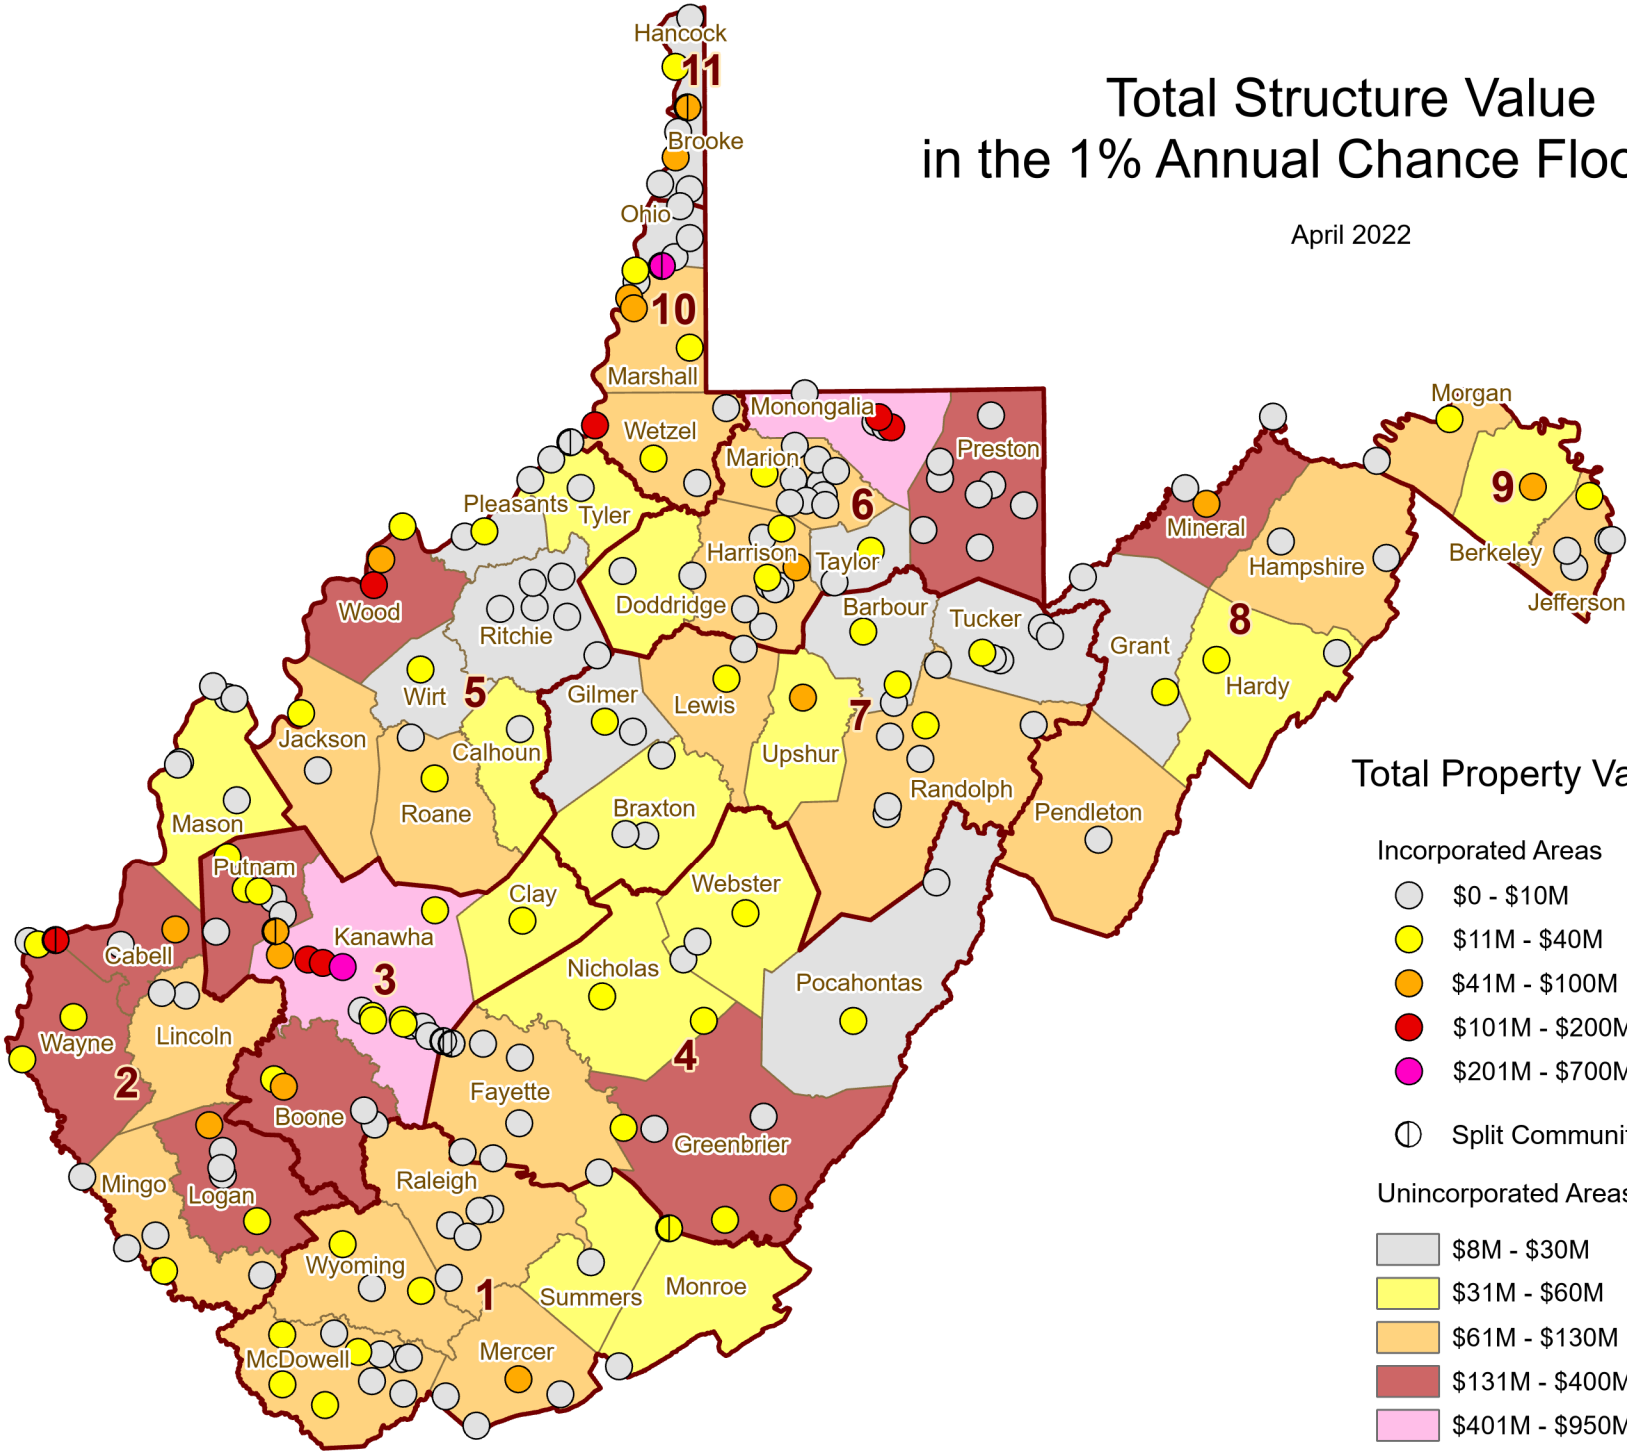 Total Structure Value
in the 1% Annual Chance
April 2022
Hancock
11
Brooke
Ohio
10
Marshall
Wetzel
Monongalia
Preston
Marion
6
Pleasants
Tyler
Harrison
Taylor
Doddridge
Barbour
Tucker
Grant
Mineral
Hampshire
Morgan
9
Berkeley
Jefferson
8
Hardy
Wood
Ritchie
Wirt
5
Gilmer
Lewis
7
Upshur
Jackson
Calhoun
Roane
Braxton
Randolph
Pendleton
Mason
Putnam
Clay
Webster
Kanawha
3
Cabell
Nicholas
Pocahontas
Wayne
Lincoln
2
4
Fayette
Boone
Greenbrier
Mingo
Logan
Raleigh
Wyoming
1
Summers
Monroe
McDowell
Mercer
Total Property
Incorporated Areas
$0 - $10M
$11M - $40M
$41M - $100M
$101M - $200M
$201M - $700M
Split
Unincorporated Areas
$8M - $30M
$31M - $60M
$61M - $130M
$131M - $400M
$401M - $950M